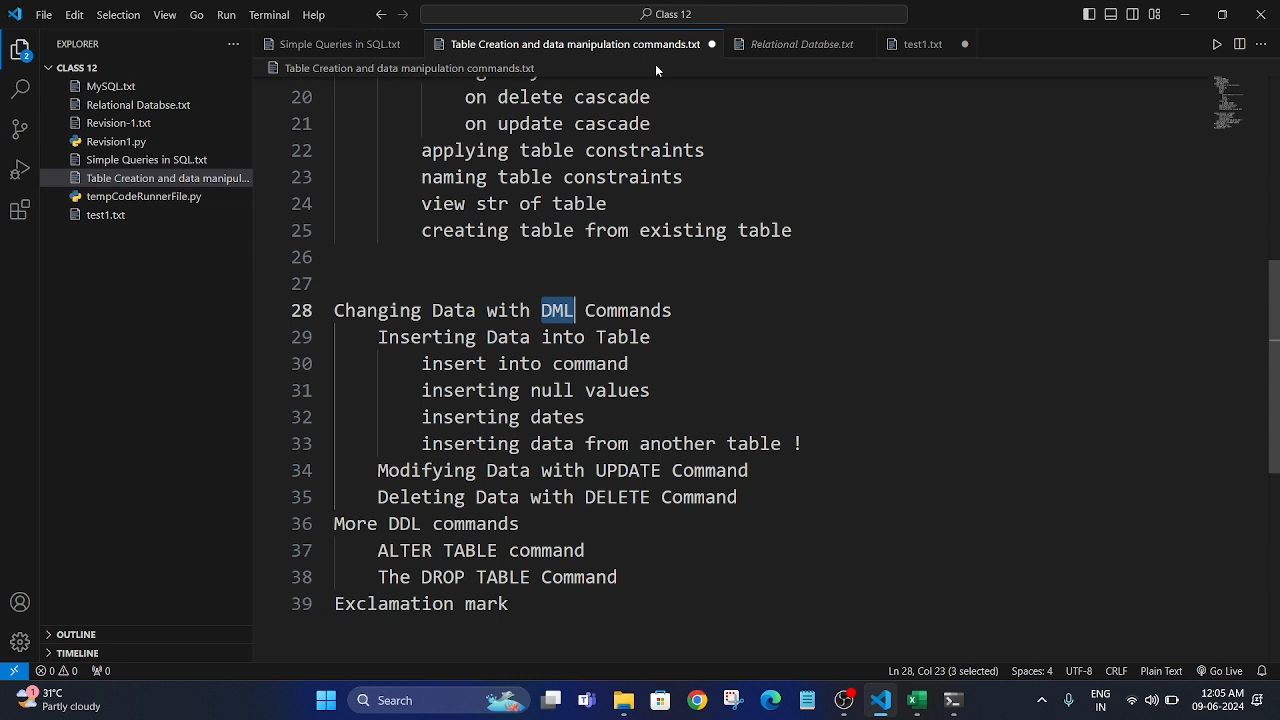 File Edit Selection View Go Run Terminal Help
Class 12
EXPLORER
Simple Queries in SQL.txt
Table Creation and data manipulation commands.txt
Relational Databse.txt
test1.txt
Table Creation and data manipulation commands.txt
2
CLASS 12
MySQL.txt
Relational Databse.txt
Revision-1.txt
Revision1.py
Simple Queries in SQL.txt
Table Creation and data manipul...
tempCodeRunnerFile.py
test1.txt
20 on delete cascade
21 on update cascade
22 applying table constraints
23 naming table constraints
24 view str of table
25 creating table from existing table
26
27
28 Changing Data with DML Commands
29 Inserting Data into Table
30 insert into command
31 inserting null values
32 inserting dates
33 inserting data from another table !
34 Modifying Data with UPDATE Command
35 Deleting Data with DELETE Command
36 More DDL commands
37 ALTER TABLE command
38 The DROP TABLE Command
39 Exclamation mark
OUTLINE
TIMELINE
0 0 0
Ln 28, Col 23 (3 selected) Spaces: 4 UTF-8 CRLF Plain Text Go Live
1
31°C
Partly cloudy
Search
ENG
IN
12:05 AM
09-06-2024